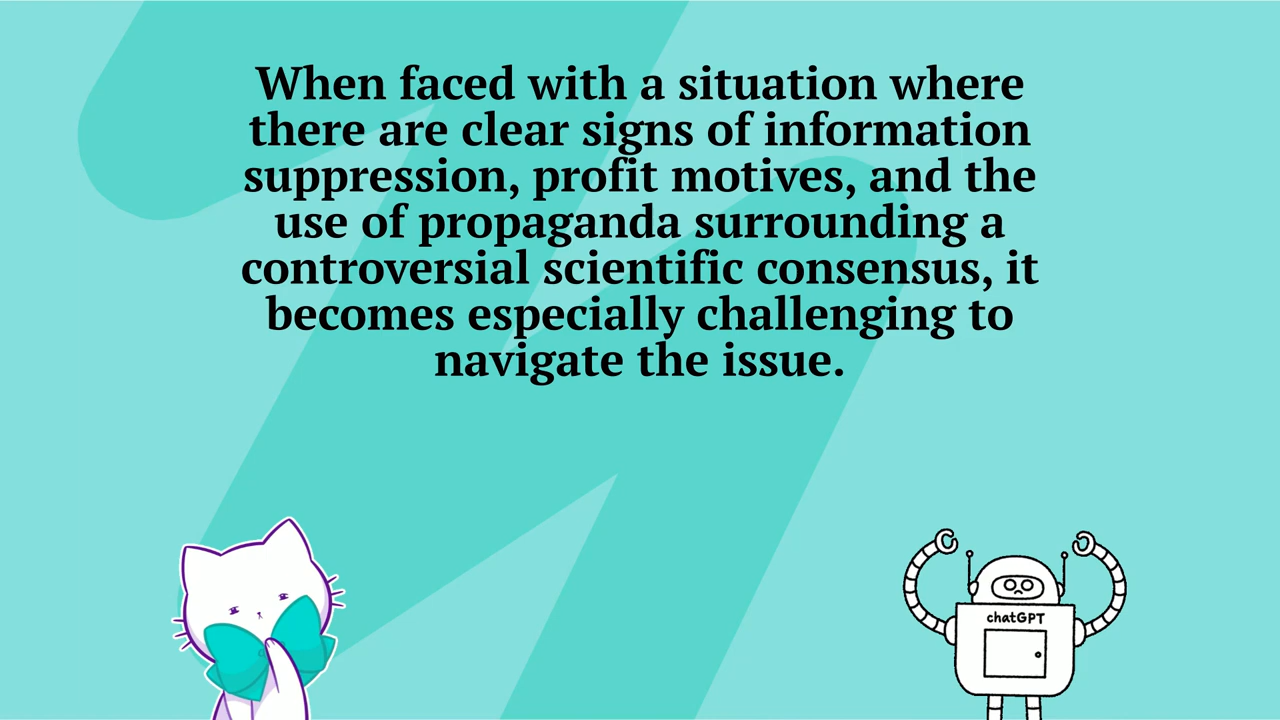 When faced with a situation where
there are clear signs of information
suppression, profit motives, and the
use of propaganda surrounding a
controversial scientific consensus, it
becomes especially challenging to
navigate the issue.
chatGPT